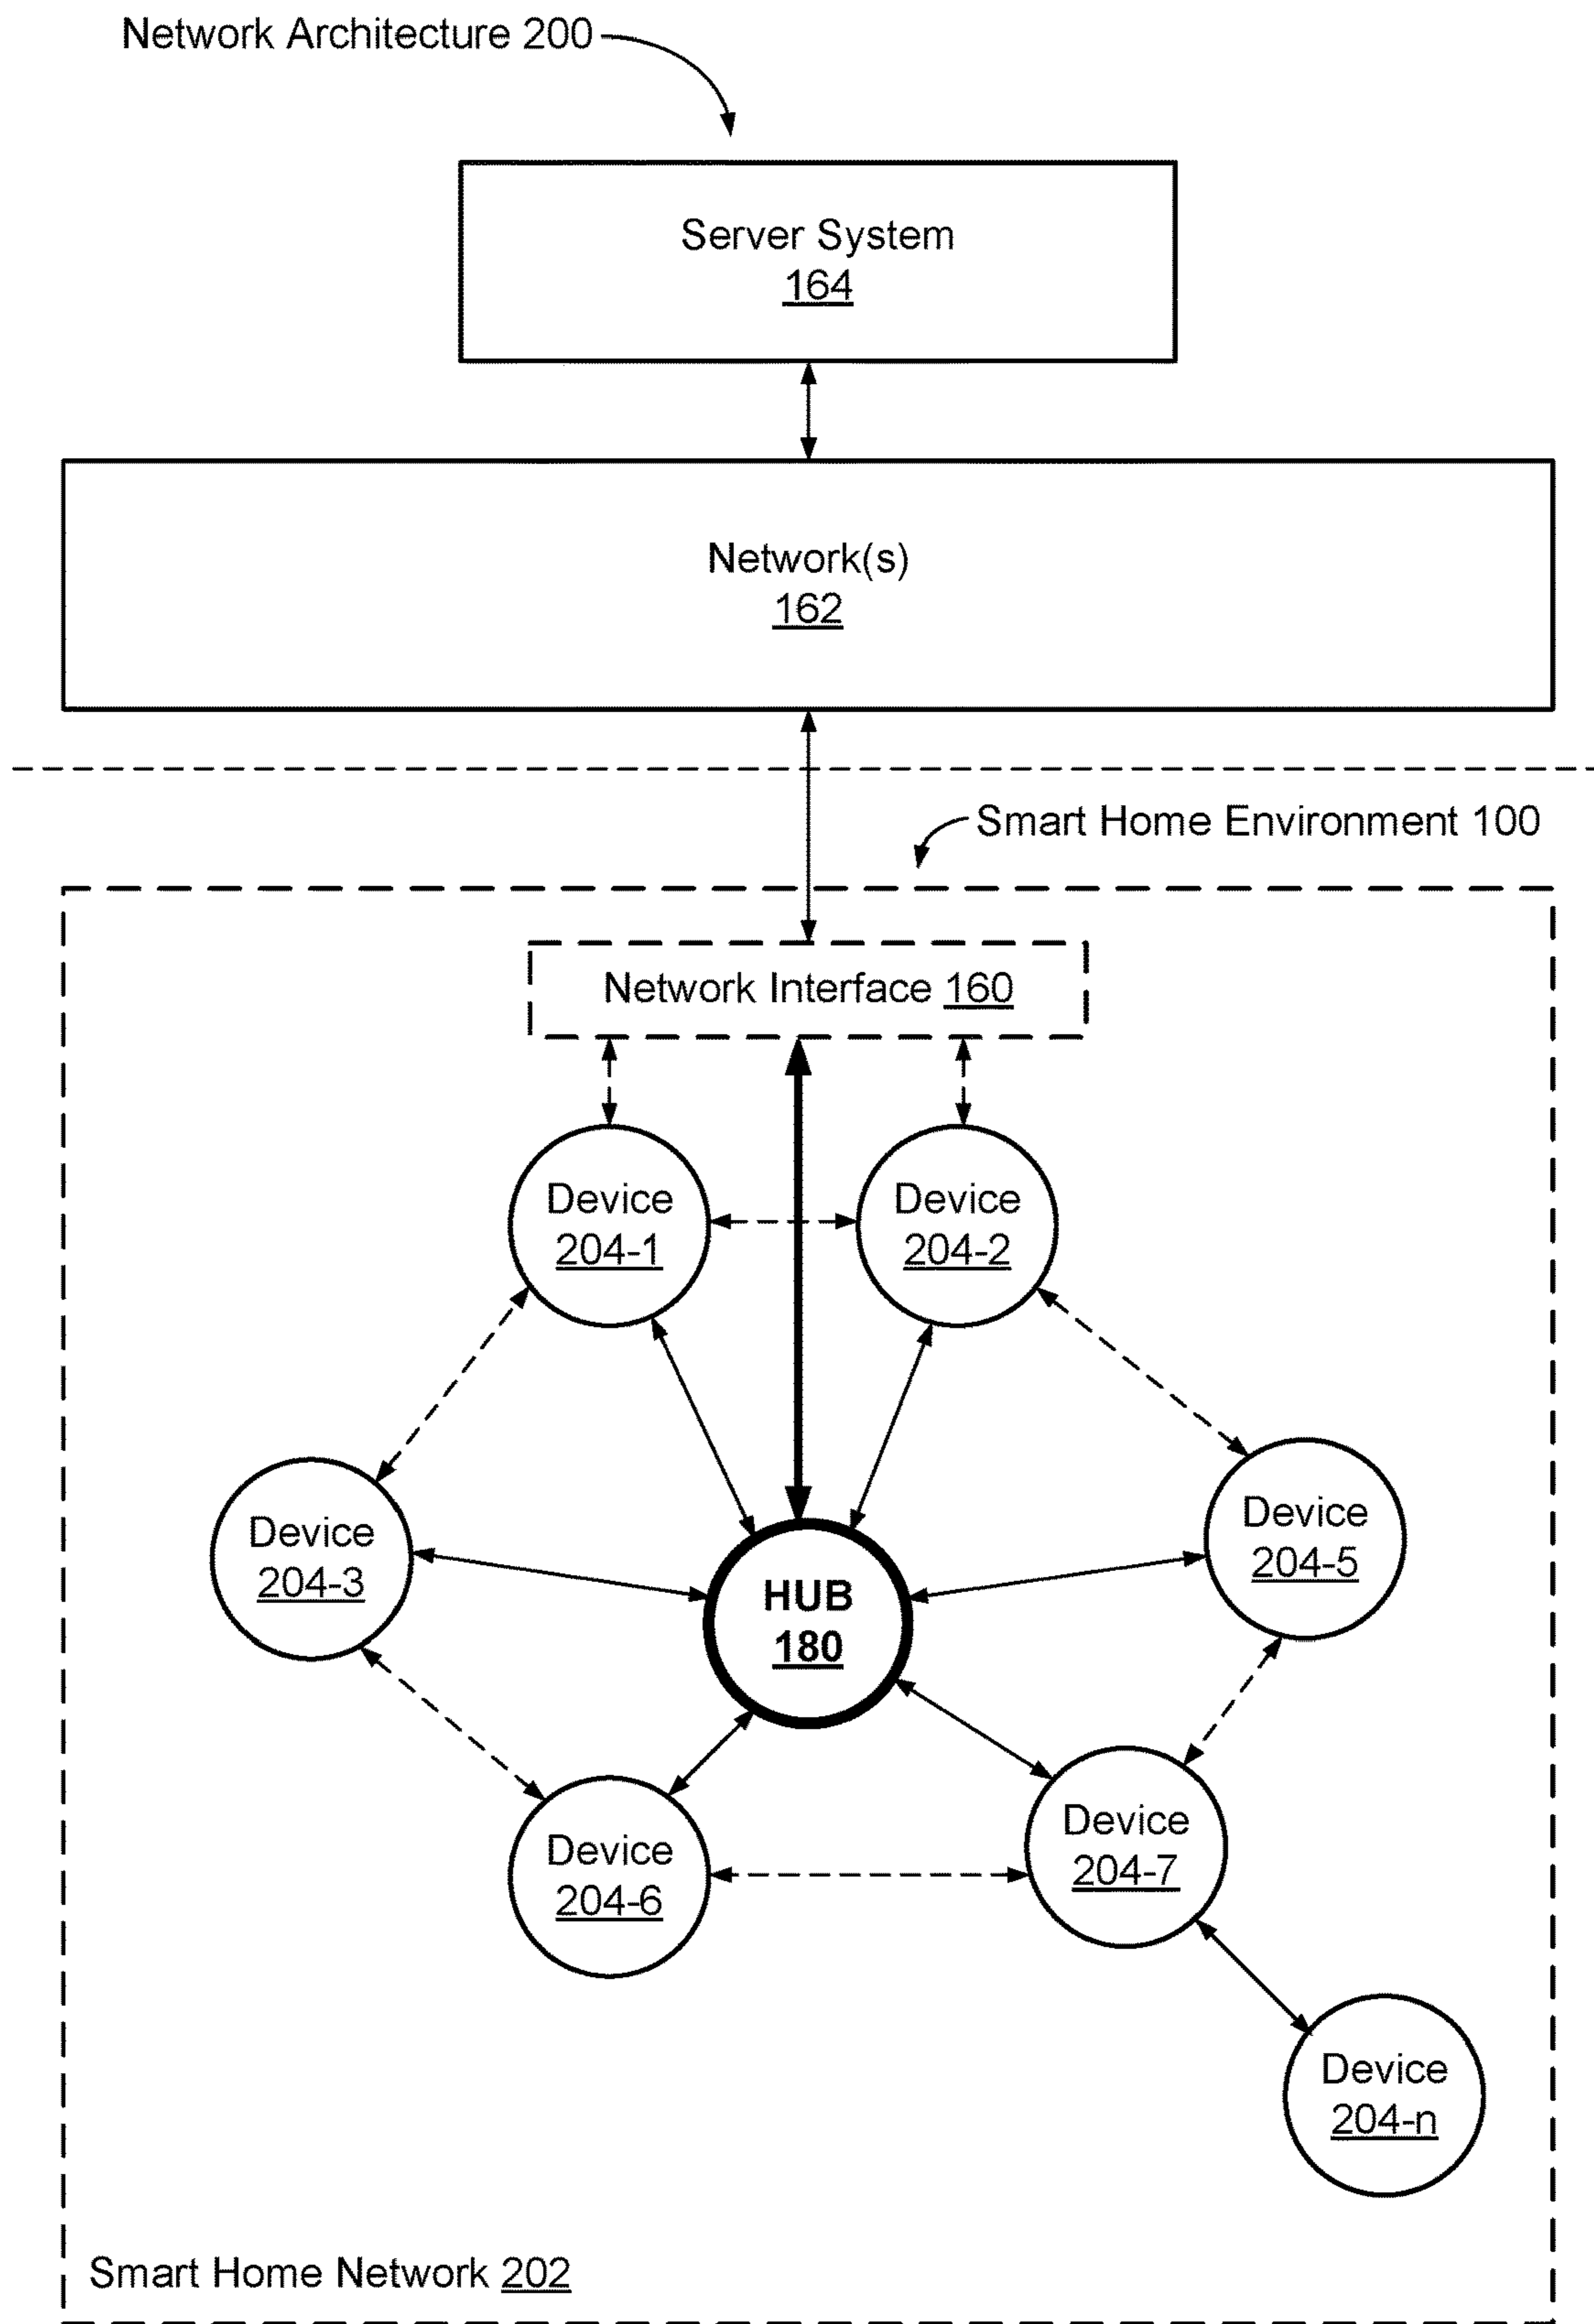 Network Architecture 200
Server System
164
Network(s)
162
Smart Home Environment 100
Network Interface 160
Device
204-1
Device
204-2
Device
204-3
Device
204-5
HUB
180
Device
204-6
Device
204-7
Device
204-n
Smart Home Network 202